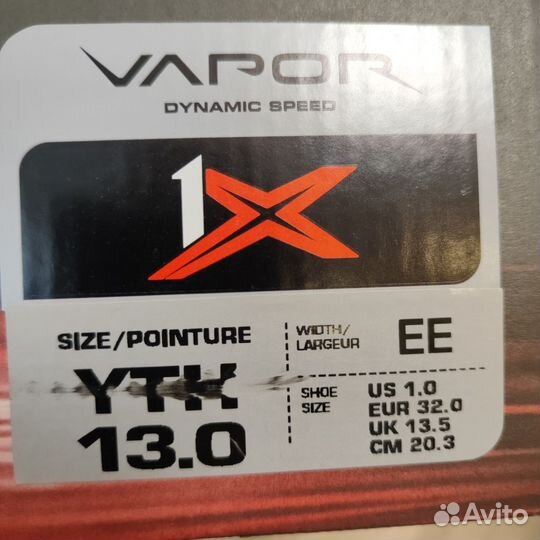 VAPOR
DYNAMIC SPEED
1X
SIZE/POINTURE
YTH
13.0
WIDTH/
LARGEUR
EE
SHOE
SIZE
US 1.0
EUR 32.0
UK 13.5
CM 20.3
Avito